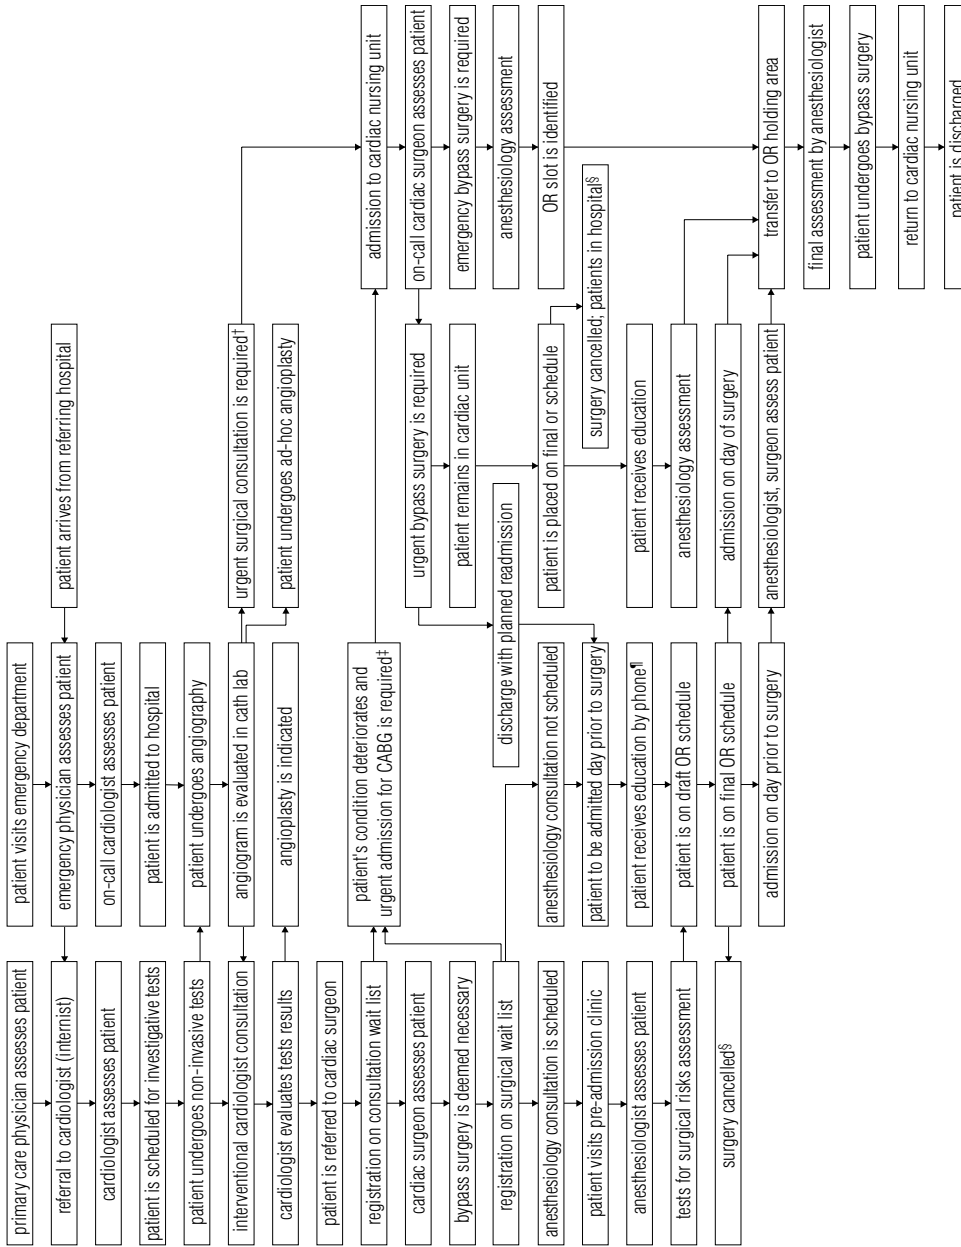 primary care physician assesses patient
referral to cardiologist (internist)
cardiologist assesses patient
patient is scheduled for investigative tests
patient undergoes non-invasive tests
interventional cardiologist consultation
cardiologist evaluates tests results
patient is referred to cardiac surgeon
registration on consultation wait list
cardiac surgeon assesses patient
bypass surgery is deemed necessary
registration on surgical wait list
anesthesiology consultation is scheduled
patient visits pre-admission clinic
anesthesiologist assesses patient
tests for surgical risks assessment
surgery cancelled§
patient visits emergency department
emergency physician assesses patient
on-call cardiologist assesses patient
patient is admitted to hospital
patient undergoes angiography
angiogram is evaluated in cath lab
angioplasty is indicated
patient's condition deteriorates and
urgent admission for CABG is required‡
discharge with planned readmission
anesthesiology consultation not scheduled
patient to be admitted day prior to surgery
patient receives education by phone¶
patient is on draft OR schedule
patient is on final OR schedule
admission on day prior to surgery
patient arrives from referring hospital
urgent surgical consultation is required†
patient undergoes ad-hoc angioplasty
urgent bypass surgery is required
patient remains in cardiac unit
patient is placed on final or schedule
surgery cancelled; patients in hospital§
patient receives education
anesthesiology assessment
admission on day of surgery
anesthesiologist, surgeon assess patient
admission to cardiac nursing unit
on-call cardiac surgeon assesses patient
emergency bypass surgery is required
anesthesiology assessment
OR slot is identified
transfer to OR holding area
final assessment by anesthesiologist
patient undergoes bypass surgery
return to cardiac nursing unit
patient is discharged